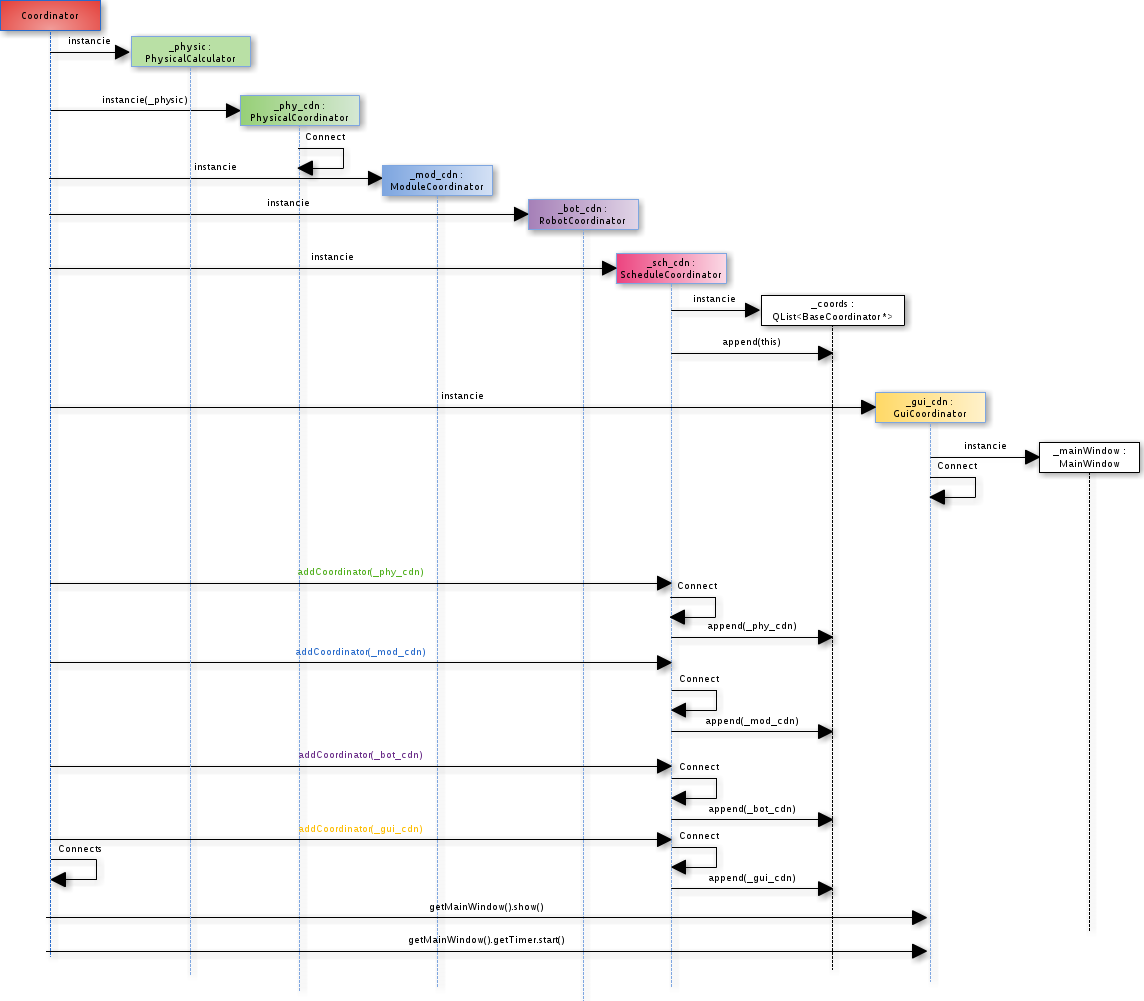 Coordinator
instancie
_physic :
PhysicalCalculator
instancie(_physic)
_phy_cdn :
PhysicalCoordinator
Connect
instancie
_mod_cdn :
ModuleCoordinator
instancie
_bot_cdn :
RobotCoordinator
instancie
_sch_cdn :
ScheduleCoordinator
instancie
_coords :
QList<BaseCoordinator *>
append(this)
instancie
_gui_cdn :
GuiCoordinator
instancie
_mainWindow :
MainWindow
Connect
addCoordinator(_phy_cdn)
Connect
append(_phy_cdn)
addCoordinator(_mod_cdn)
Connect
append(_mod_cdn)
addCoordinator(_bot_cdn)
Connect
append(_bot_cdn)
addCoordinator(_gui_cdn)
Connect
Connects
append(_gui_cdn)
getMainWindow().show()
getMainWindow().getTimer.start()